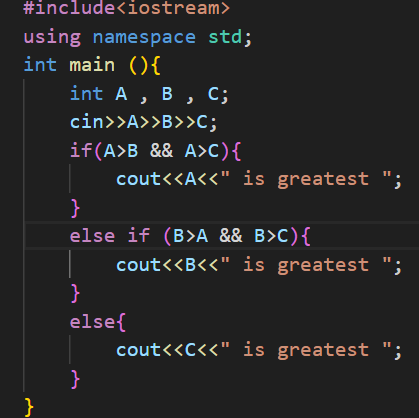 #include<iostream>
using namespace std;
int main (){
    int A , B , C;
    cin>>A>>B>>C;
    if(A>B && A>C){
        cout<<A<<" is greatest ";
    }
    else if (B>A && B>C){
        cout<<B<<" is greatest ";
    }
    else{
        cout<<C<<" is greatest ";
    }
}